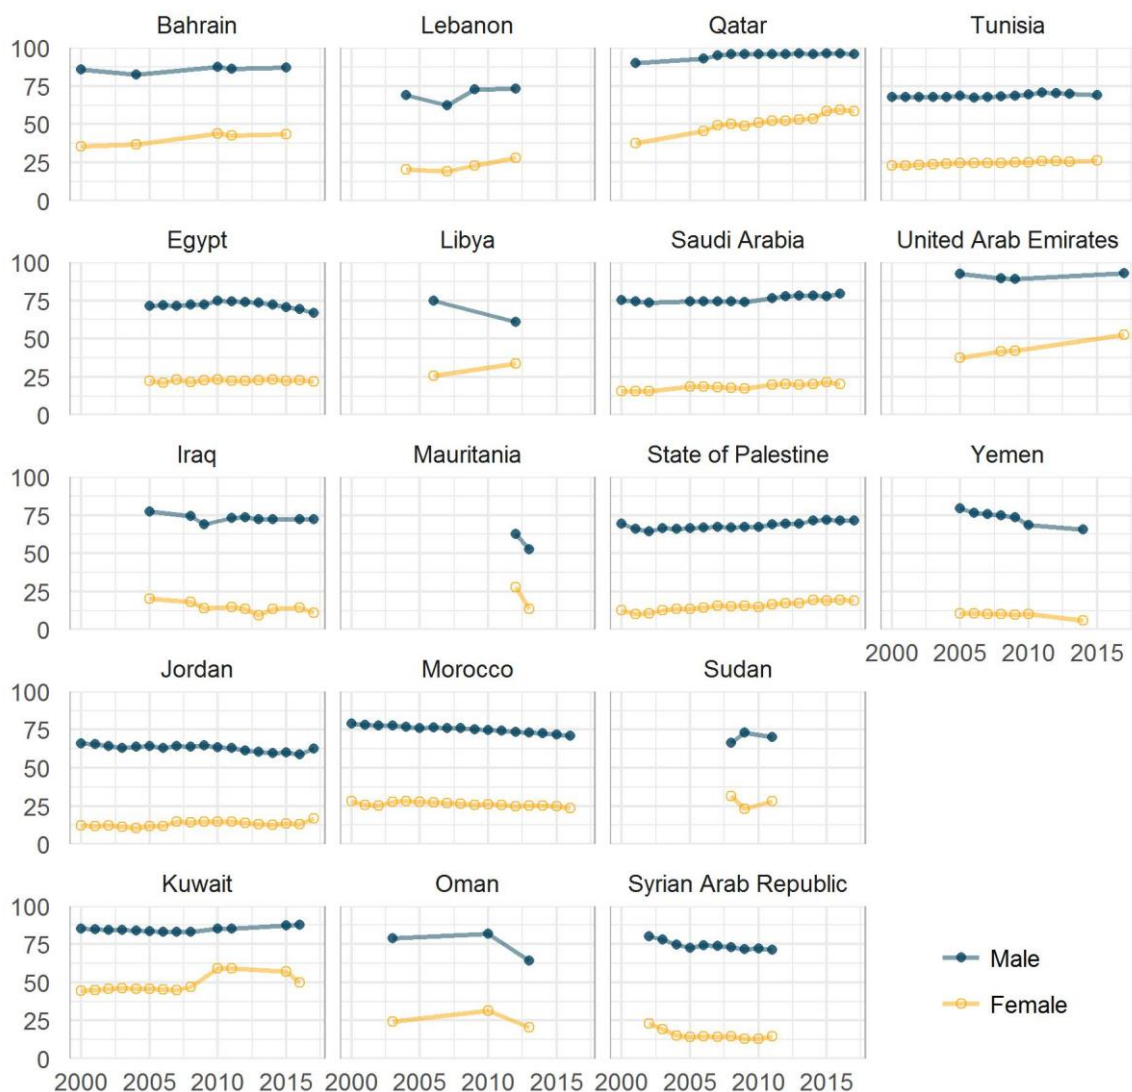 Bahrain Lebanon Qatar Tunisia
100
75
50
25
0
Egypt Libya Saudi Arabia United Arab Emirates
100
75
50
25
0
Iraq Mauritania State of Palestine Yemen
100
75
50
25
0
2000 2005 2010 2015
Jordan Morocco Sudan
100
75
50
25
0
Kuwait Oman Syrian Arab Republic
100
75
50
25
0
Male
Female
2000 2005 2010 2015 2000 2005 2010 2015 2000 2005 2010 2015